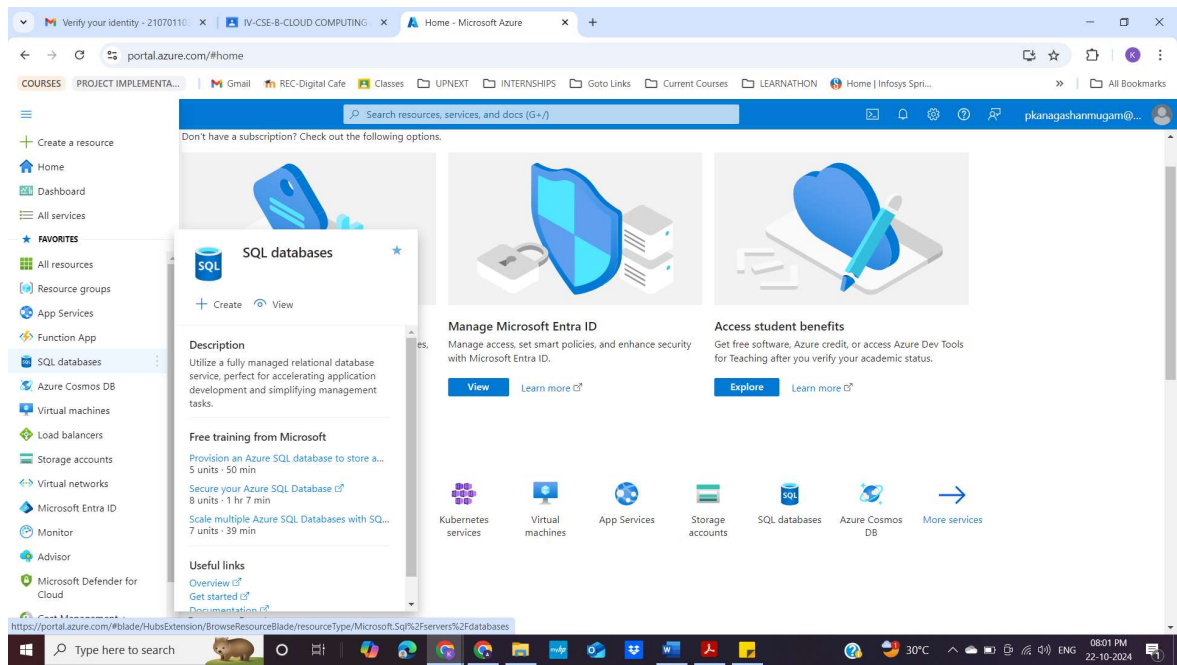 Verify your identity - 21070110
IV-CSE-B-CLOUD COMPUTING
Home - Microsoft Azure
portal.azure.com/#home
K
COURSES
PROJECT IMPLEMENTA...
Gmail
REC-Digital Cafe
Classes
UPNEXT
INTERNSHIPS
Goto Links
Current Courses
LEARNATHON
Home | Infosys Spri...
All Bookmarks
Search resources, services, and docs (G+/)
pkanagashanmugam@...
Create a resource
Home
Dashboard
All services
FAVORITES
All resources
Resource groups
App Services
Function App
SQL databases
Azure Cosmos DB
Virtual machines
Load balancers
Storage accounts
Virtual networks
Microsoft Entra ID
Monitor
Advisor
Microsoft Defender for
Cloud
Cost Management +
Don't have a subscription? Check out the following options.
SQL
SQL databases
Create
View
Description
Utilize a fully managed relational database
service, perfect for accelerating application
development and simplifying management
tasks.
Free training from Microsoft
Provision an Azure SQL database to store a...
5 units · 50 min
Secure your Azure SQL Database
8 units · 1 hr 7 min
Scale multiple Azure SQL Databases with SQ...
7 units · 39 min
Useful links
Overview
Get started
Documentation
Manage Microsoft Entra ID
Manage access, set smart policies, and enhance security
with Microsoft Entra ID.
View
Learn more
Access student benefits
Get free software, Azure credit, or access Azure Dev Tools
for Teaching after you verify your academic status.
Explore
Learn more
Kubernetes
services
Virtual
machines
App Services
Storage
accounts
SQL
SQL databases
Azure Cosmos
DB
More services
https://portal.azure.com/#blade/HubsExtension/BrowseResourceBlade/resourceType/Microsoft.Sql%2Fservers%2Fdatabases
Type here to search
30°C
ENG
08:01 PM
22-10-2024